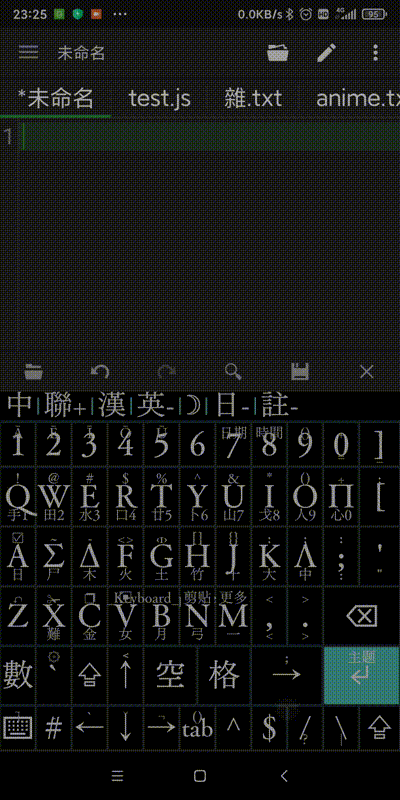 23:25 ··· 0.0KB/s HD 4G 95
未命名
*未命名 test.js 雜.txt anime.tx
1
中|聯+|漢|英-|☽|日-|註-
日期 時間
1 2 3 4 5 6 7 8 9 0 ]
! @ # $ % ^ & * () +
Q W E R T Y U I O Π [
手1 田2 水3 口4 廿5 卜6 山7 戈8 人9 心0
A Σ Δ F G H J K Λ ; '
日 尸 木 火 土 竹 十 大 中 : "
Keyboard 剪貼 更多
Z X C V B N M , . ⌫
難 金 女 月 弓 一 < >
主題
數 ` ↑ 空 格 → ↵
# ← ↓ → tab ^ $ / \